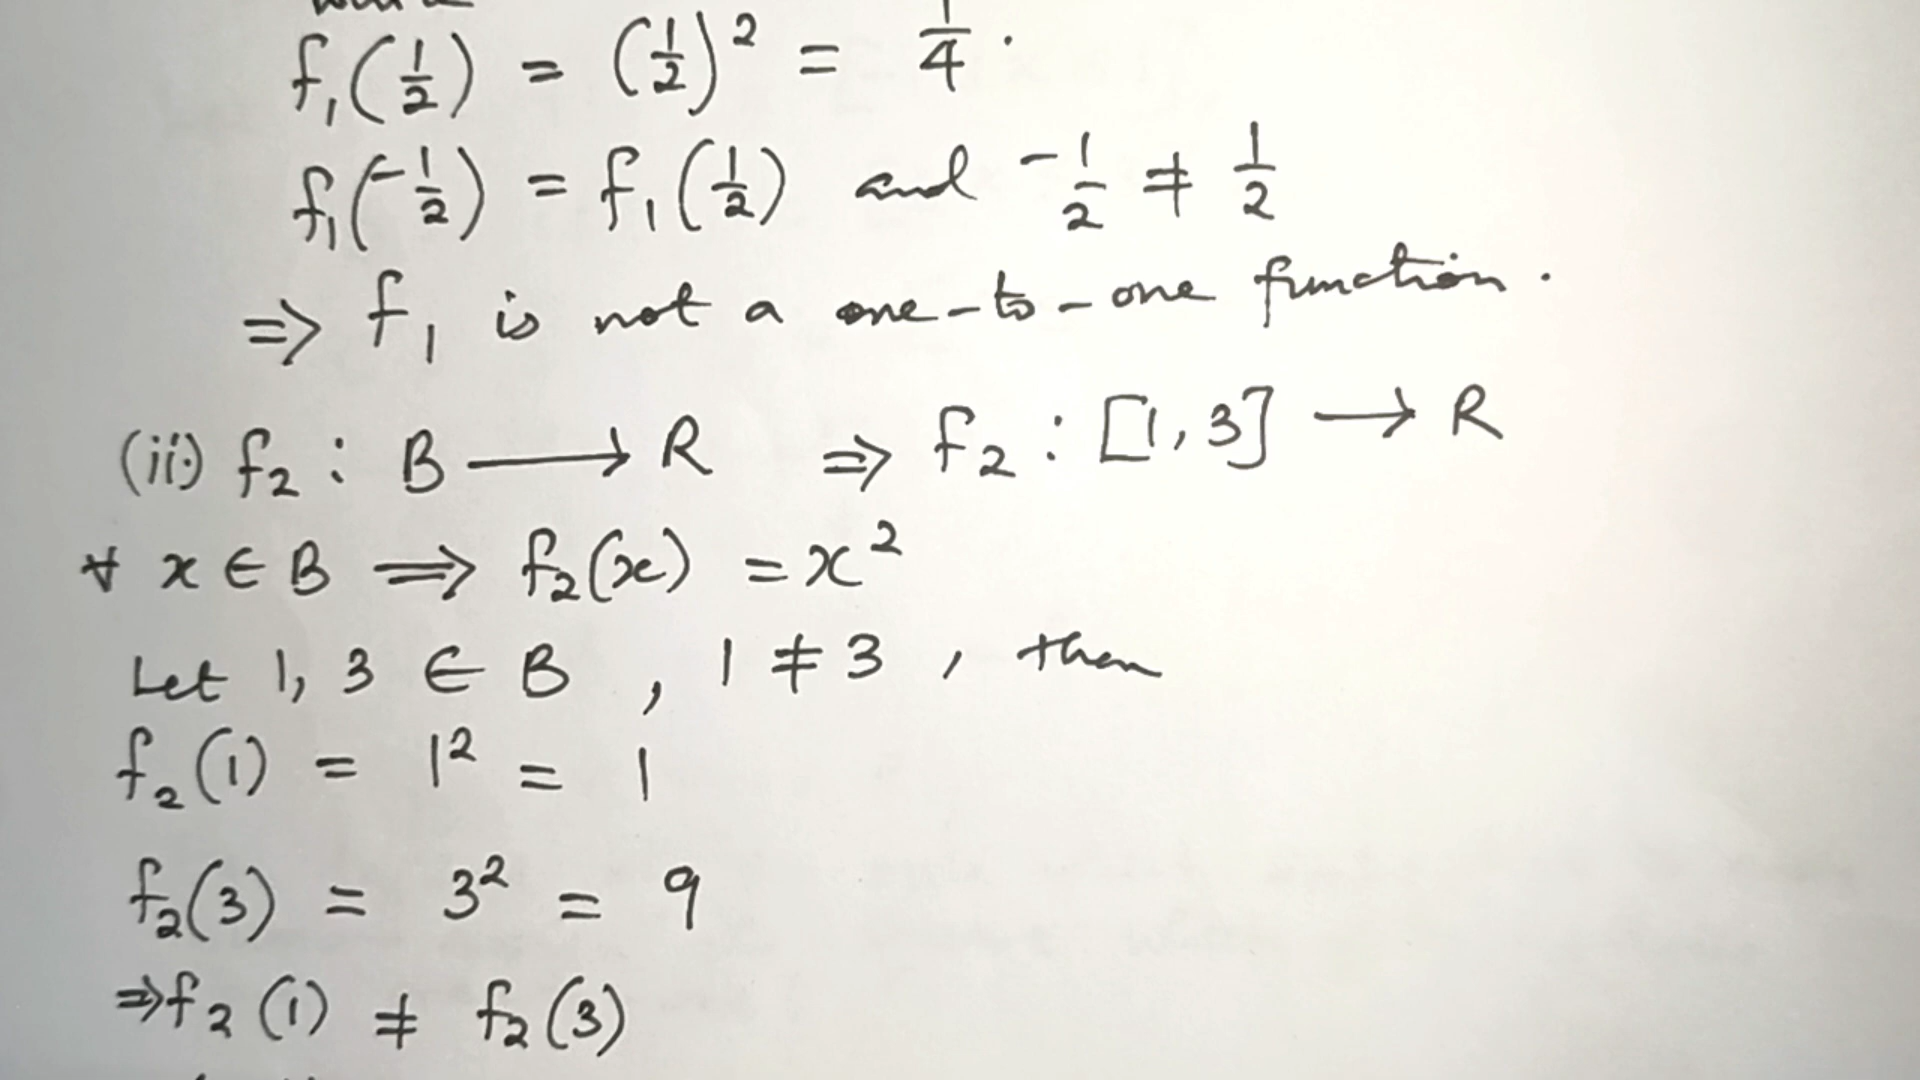 f₁(1/2) = (1/2)² = 1/4.
f₁(-1/2) = f₁(1/2) and -1/2 ≠ 1/2
⇒ f₁ is not a one-to-one function.
(ii) f₂ : B ⟶ R ⇒ f₂ : [1, 3] ⟶ R
∀ x ∈ B ⟹ f₂(x) = x²
Let 1, 3 ∈ B , 1 ≠ 3 , then
f₂(1) = 1² = 1
f₂(3) = 3² = 9
⇒ f₂(1) ≠ f₂(3)